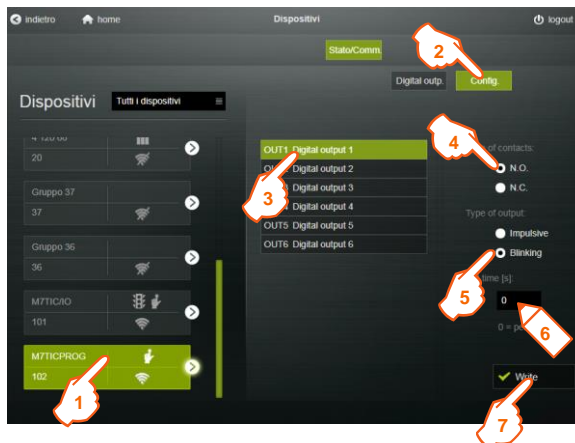 indietro
home
Dispositivi
logout
Stato/Comm.
2
Digital outp.
Config.
Dispositivi
Tutti i dispositivi
20
Gruppo 37
37
Gruppo 36
36
M7TIC/IO
101
M7TICPROG
102
1
OUT1 Digital output 1
Digital output 2
Digital output 3
Digital output 4
OUT5 Digital output 5
OUT6 Digital output 6
3
4
of contacts:
N.O.
N.C.
Type of output:
Impulsive
Blinking
5
time [s]:
0
6
0 =
Write
7